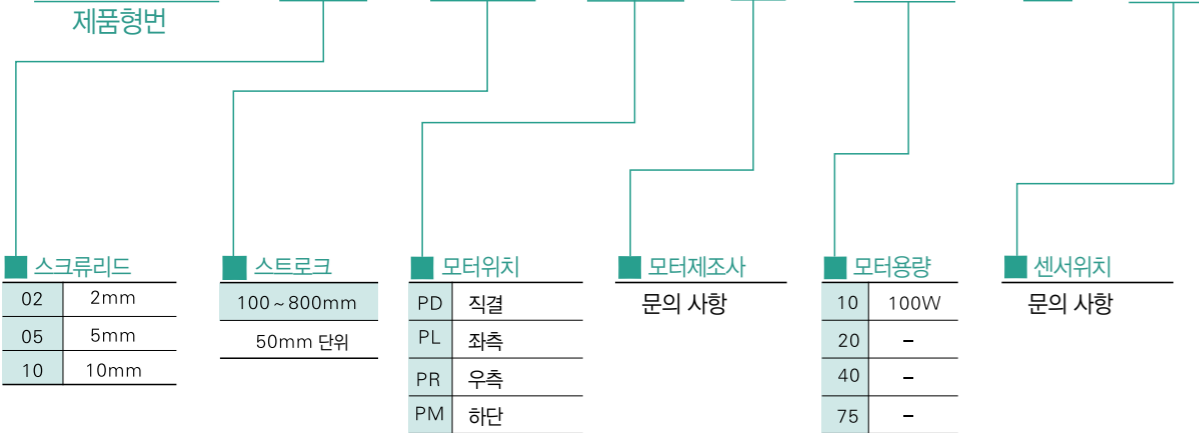 제품형번
스크류리드
02 2mm
05 5mm
10 10mm
스트로크
100~800mm
50mm 단위
모터위치
PD 직결
PL 좌측
PR 우측
PM 하단
모터제조사
문의 사항
모터용량
10 100W
20 –
40 –
75 –
센서위치
문의 사항